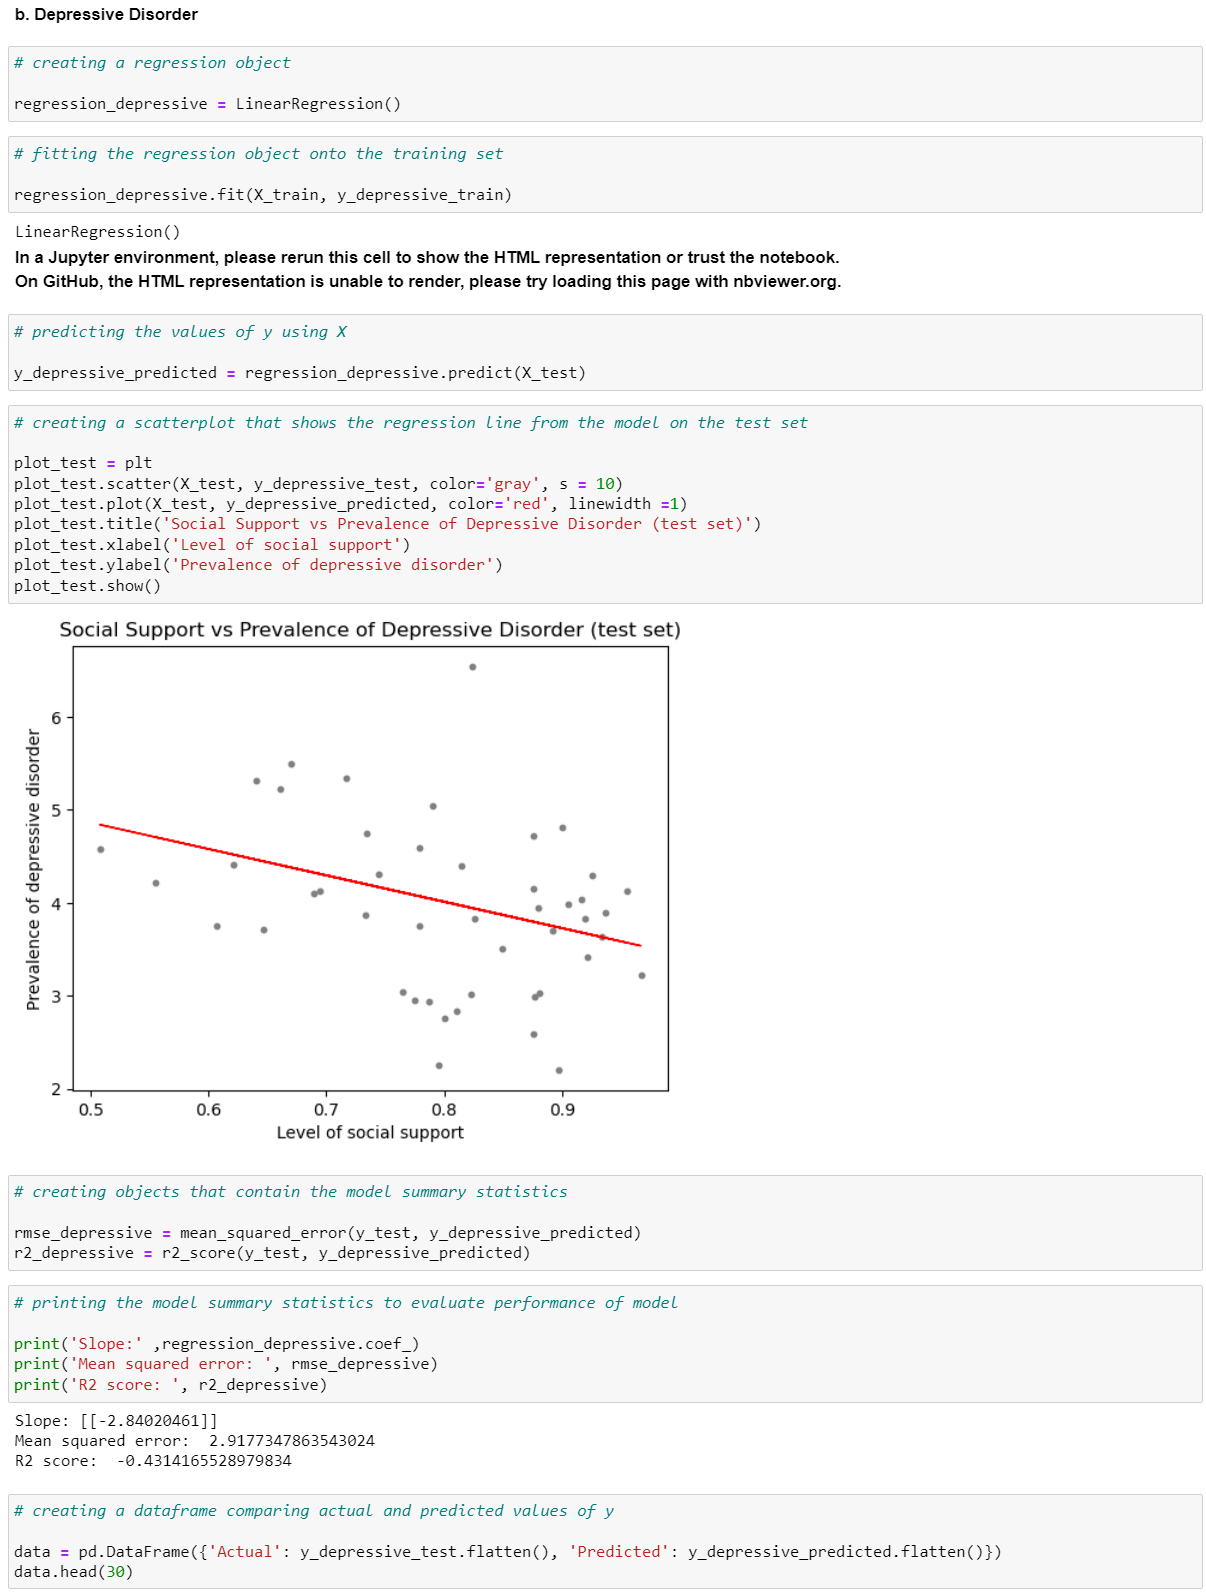 b. Depressive Disorder
# creating a regression object
regression_depressive = LinearRegression()
# fitting the regression object onto the training set
regression_depressive.fit(X_train, y_depressive_train)
LinearRegression()
In a Jupyter environment, please rerun this cell to show the HTML representation or trust the notebook.
On GitHub, the HTML representation is unable to render, please try loading this page with nbviewer.org.
# predicting the values of y using X
y_depressive_predicted = regression_depressive.predict(X_test)
# creating a scatterplot that shows the regression line from the model on the test set
plot_test = plt
plot_test.scatter(X_test, y_depressive_test, color='gray', s = 10)
plot_test.plot(X_test, y_depressive_predicted, color='red', linewidth =1)
plot_test.title('Social Support vs Prevalence of Depressive Disorder (test set)')
plot_test.xlabel('Level of social support')
plot_test.ylabel('Prevalence of depressive disorder')
plot_test.show()
Social Support vs Prevalence of Depressive Disorder (test set)
Prevalence of depressive disorder
6
5
4
3
2
0.5 0.6 0.7 0.8 0.9
Level of social support
# creating objects that contain the model summary statistics
rmse_depressive = mean_squared_error(y_test, y_depressive_predicted)
r2_depressive = r2_score(y_test, y_depressive_predicted)
# printing the model summary statistics to evaluate performance of model
print('Slope:' ,regression_depressive.coef_)
print('Mean squared error: ', rmse_depressive)
print('R2 score: ', r2_depressive)
Slope: [[-2.84020461]]
Mean squared error:  2.9177347863543024
R2 score:  -0.4314165528979834
# creating a dataframe comparing actual and predicted values of y
data = pd.DataFrame({'Actual': y_depressive_test.flatten(), 'Predicted': y_depressive_predicted.flatten()})
data.head(30)